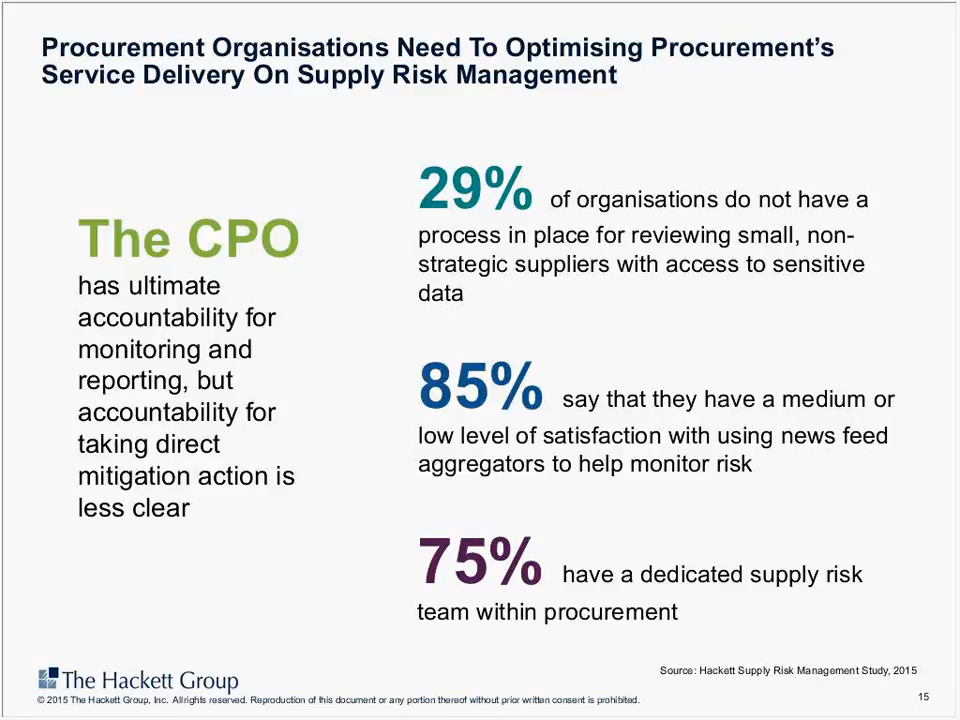 Procurement Organisations Need To Optimising Procurement's
Service Delivery On Supply Risk Management
The CPO
has ultimate
accountability for
monitoring and
reporting, but
accountability for
taking direct
mitigation action is
less clear
29% of organisations do not have a
process in place for reviewing small, non-
strategic suppliers with access to sensitive
data
85% say that they have a medium or
low level of satisfaction with using news feed
aggregators to help monitor risk
75% have a dedicated supply risk
team within procurement
Source: Hackett Supply Risk Management Study, 2015
The Hackett Group
© 2015 The Hackett Group, Inc. All rights reserved. Reproduction of this document or any portion thereof without prior written consent is prohibited.
15